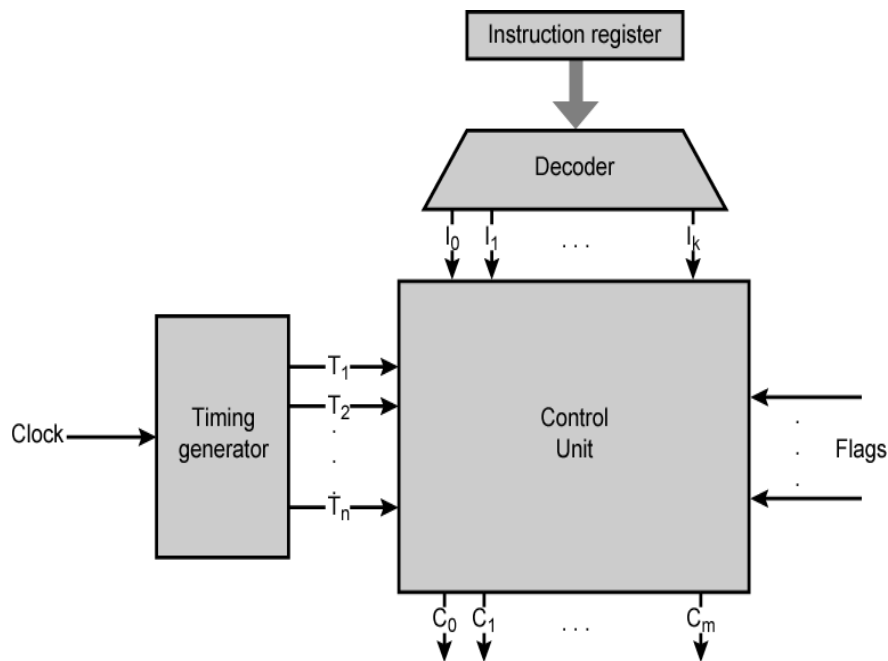 Instruction register
Decoder
I₀ I₁ . . . Iₖ
T₁
T₂
.
.
.
Tₙ
Clock
Timing
generator
Control
Unit
.
.
.
Flags
C₀ C₁ . . . Cₘ